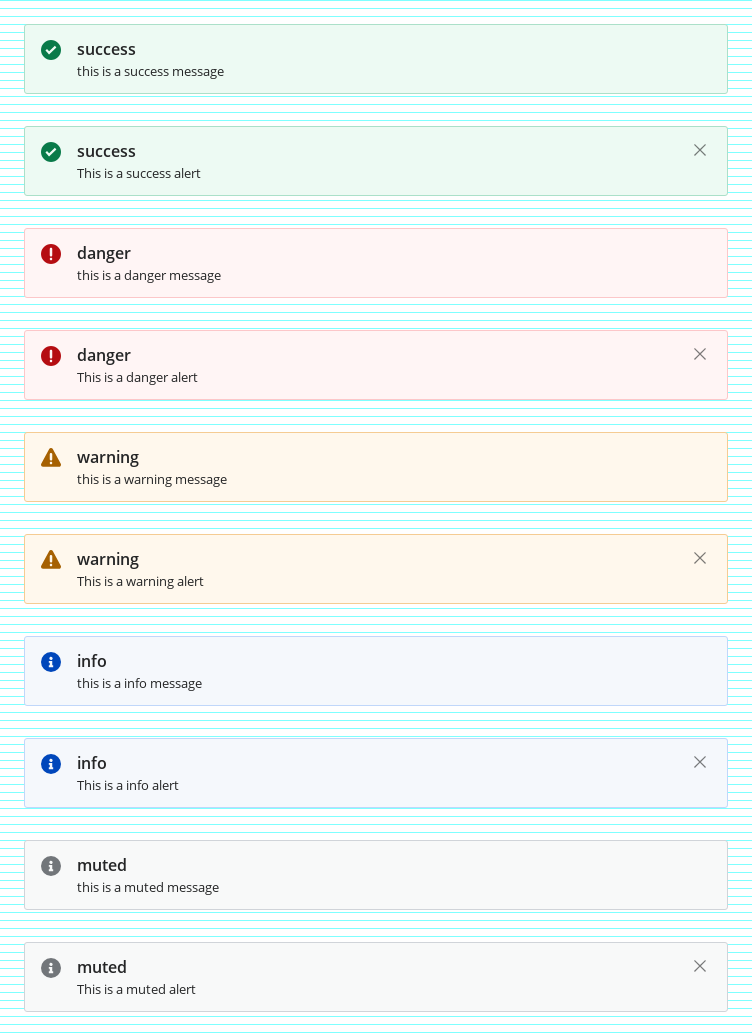 success
this is a success message
success
This is a success alert
danger
this is a danger message
danger
This is a danger alert
warning
this is a warning message
warning
This is a warning alert
info
this is a info message
info
This is a info alert
muted
this is a muted message
muted
This is a muted alert